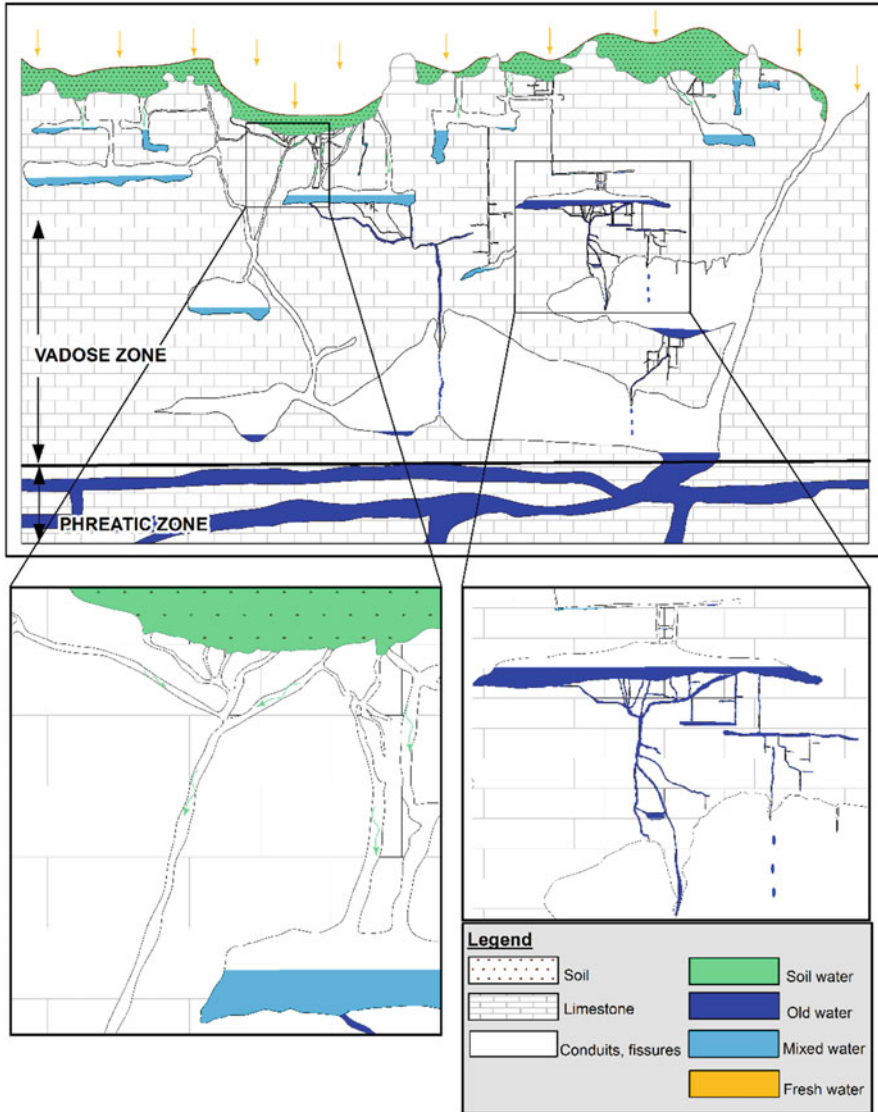 VADOSE ZONE
PHREATIC ZONE
Legend
Soil
Limestone
Conduits, fissures
Soil water
Old water
Mixed water
Fresh water